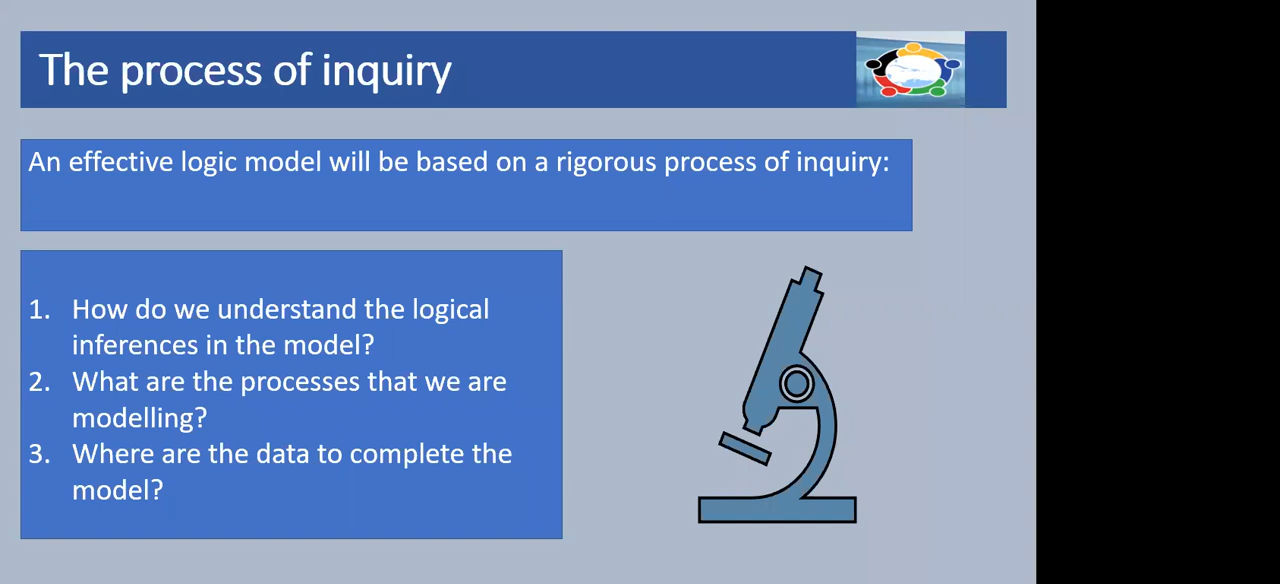 The process of inquiry
An effective logic model will be based on a rigorous process of inquiry:
1. How do we understand the logical
inferences in the model?
2. What are the processes that we are
modelling?
3. Where are the data to complete the
model?